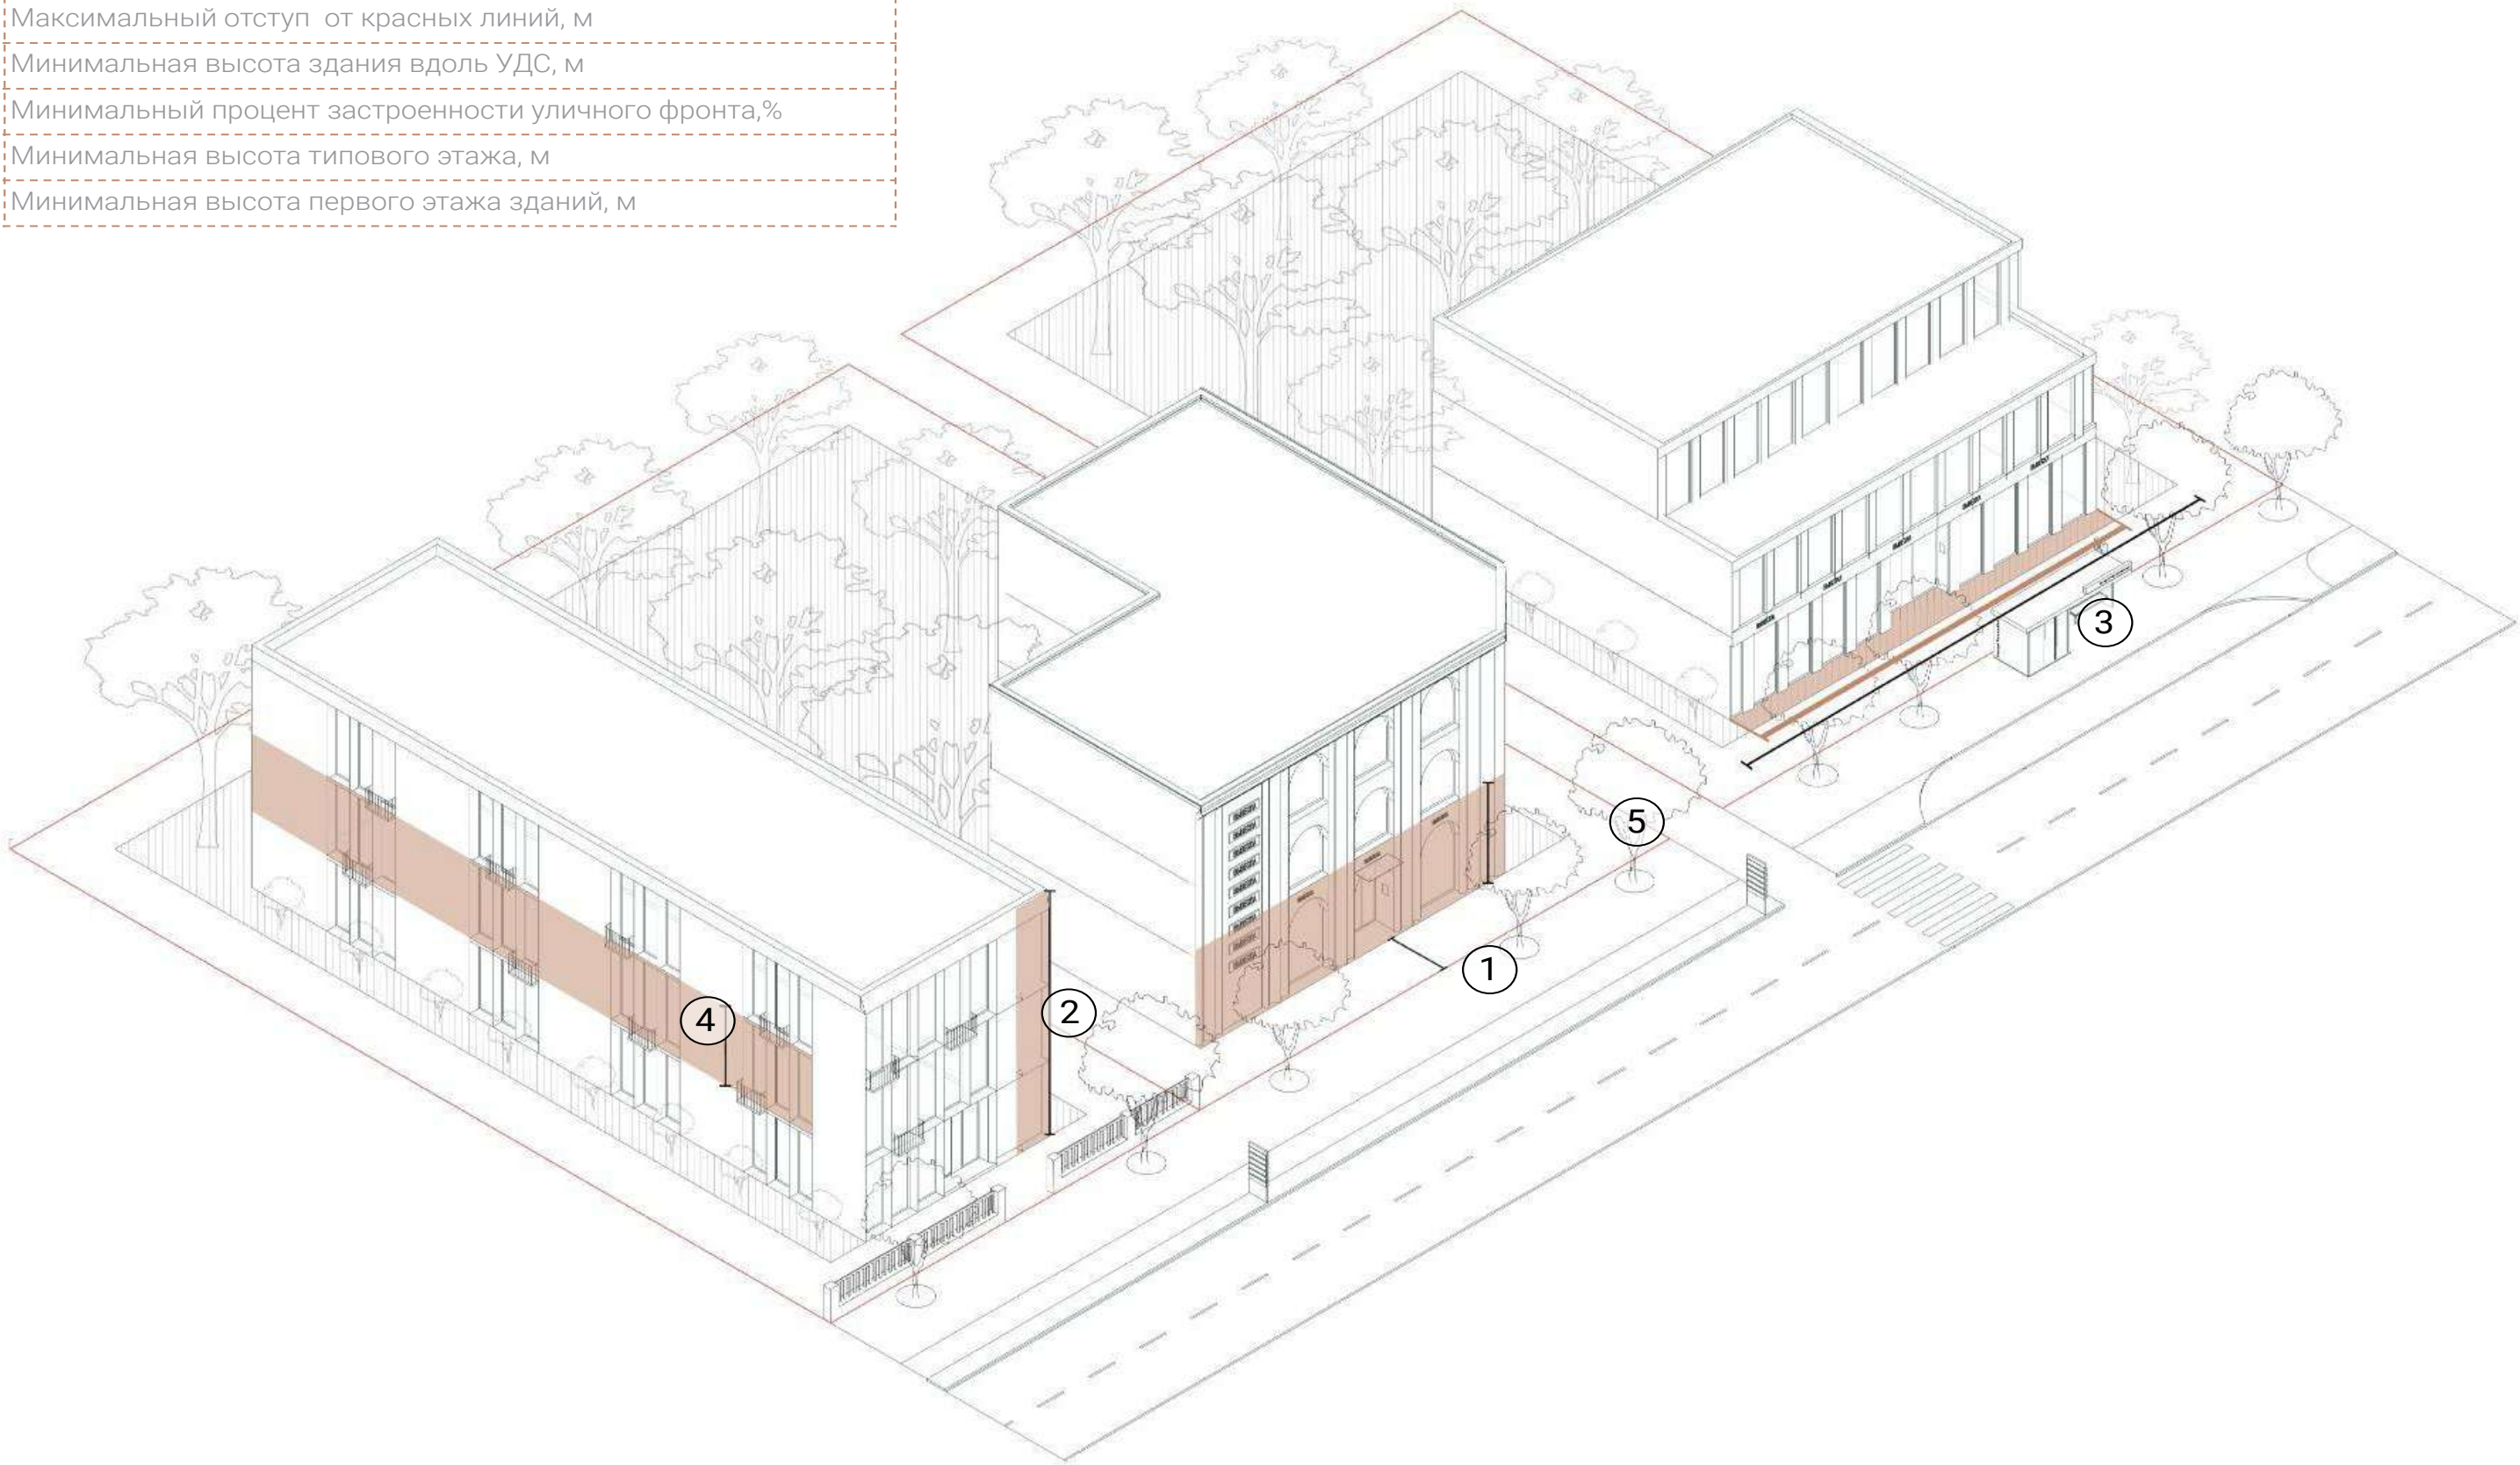 Максимальный отступ от красных линий, м
Минимальная высота здания вдоль УДС, м
Минимальный процент застроенности уличного фронта,%
Минимальная высота типового этажа, м
Минимальная высота первого этажа зданий, м
3
5
1
2
4